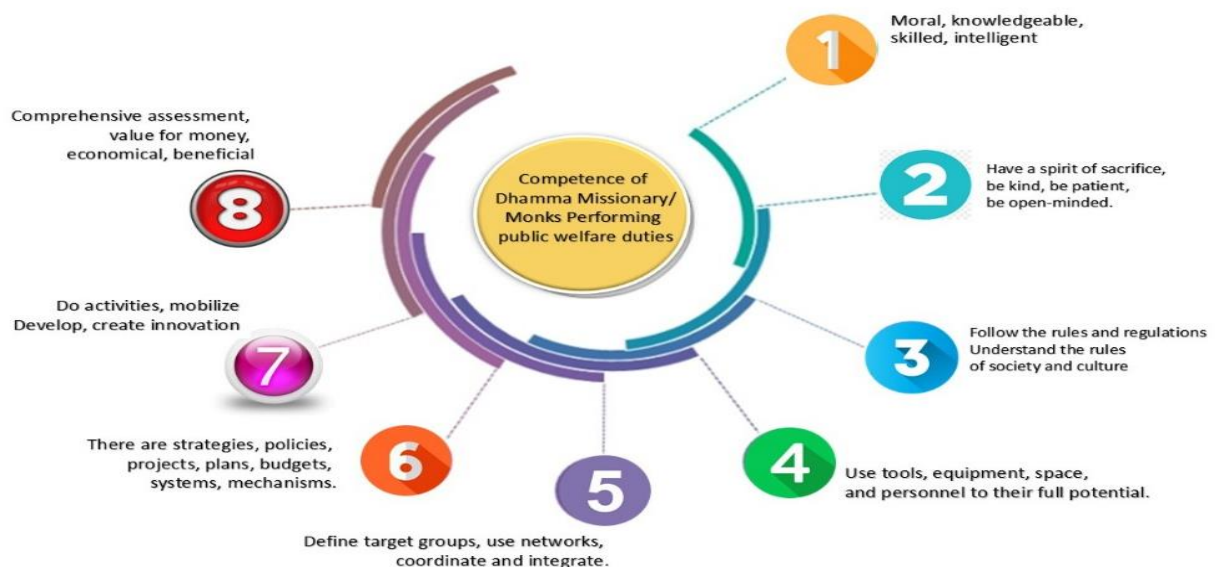 Competence of
Dhamma Missionary/
Monks Performing
public welfare duties
1
Moral, knowledgeable,
skilled, intelligent
2
Have a spirit of sacrifice,
be kind, be patient,
be open-minded.
3
Follow the rules and regulations
Understand the rules
of society and culture
4
Use tools, equipment, space,
and personnel to their full potential.
5
Define target groups, use networks,
coordinate and integrate.
6
There are strategies, policies,
projects, plans, budgets,
systems, mechanisms.
7
Do activities, mobilize
Develop, create innovation
8
Comprehensive assessment,
value for money,
economical, beneficial